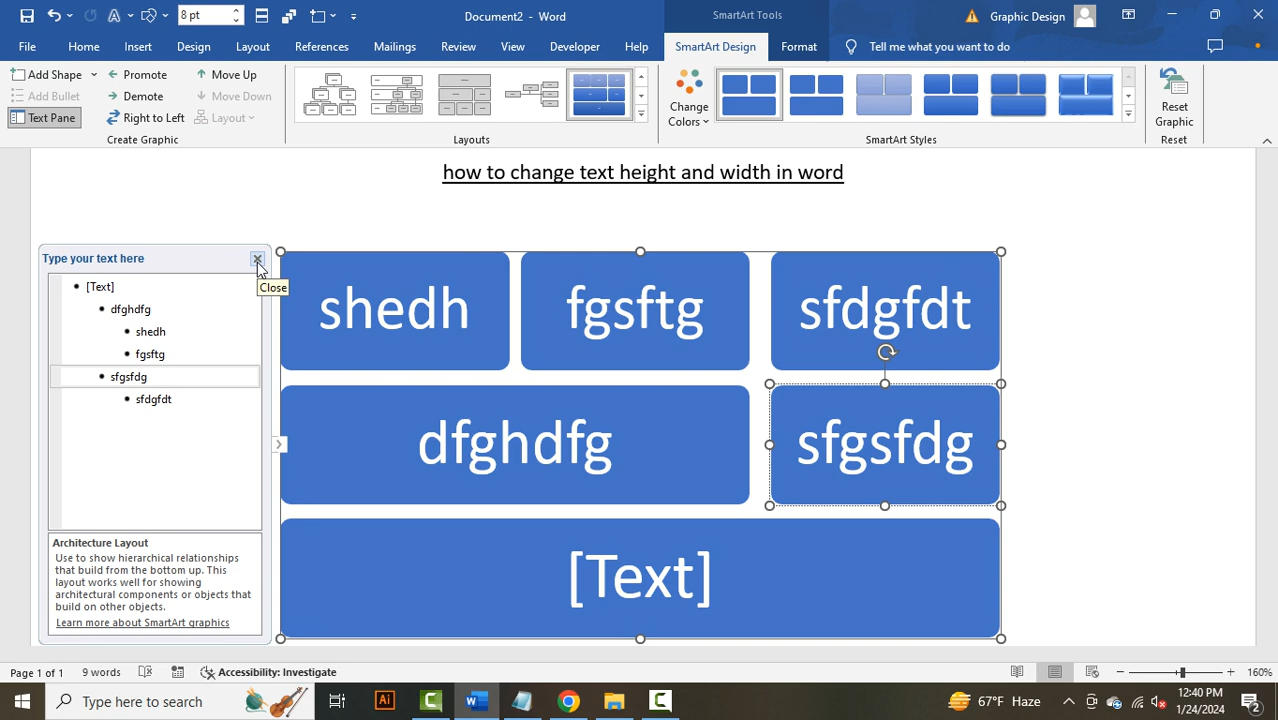 8 pt
Document2 - Word
SmartArt Tools
Graphic Design
File
Home
Insert
Design
Layout
References
Mailings
Review
View
Developer
Help
SmartArt Design
Format
Tell me what you want to do
Add Shape
Promote
Move Up
Add Bullet
Demote
Move Down
Text Pane
Right to Left
Layout
Create Graphic
Layouts
Change
Colors
SmartArt Styles
Reset
Graphic
Reset
how to change text height and width in word
Type your text here
Close
[Text]
dfghdfg
shedh
fgsftg
sfgsfdg
sfdgfdt
Architecture Layout
Use to show hierarchical relationships
that build from the bottom up. This
layout works well for showing
architectural components or objects that
build on other objects.
Learn more about SmartArt graphics
shedh
fgsftg
sfdgfdt
dfghdfg
sfgsfdg
[Text]
Page 1 of 1
9 words
Accessibility: Investigate
160%
Type here to search
67°F Haze
12:40 PM
1/24/2024
2